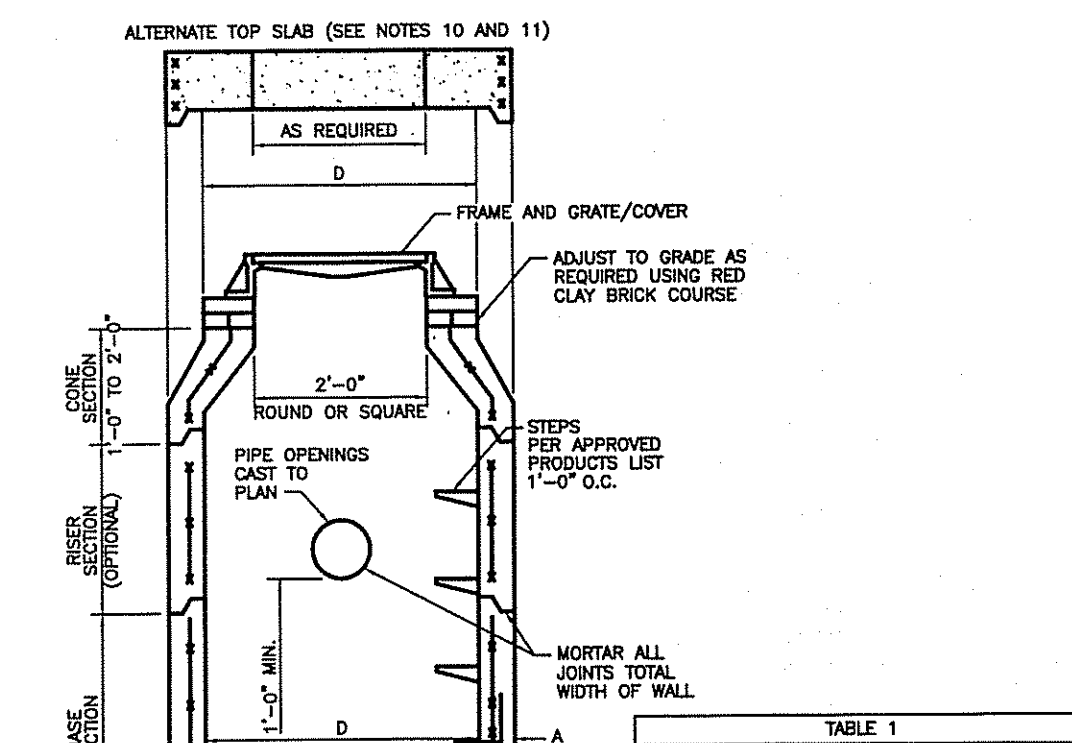 ALTERNATE TOP SLAB (SEE NOTES 10 AND 11)
AS REQUIRED
D
FRAME AND GRATE/COVER
ADJUST TO GRADE AS
REQUIRED USING RED
CLAY BRICK COURSE
CONE
SECTION
1'-0" TO 2'-0"
2'-0"
ROUND OR SQUARE
STEPS
PER APPROVED
PRODUCTS LIST
1'-0" O.C.
PIPE OPENINGS
CAST TO
PLAN
RISER
SECTION
(OPTIONAL)
1'-0" MIN.
MORTAR ALL
JOINTS TOTAL
WIDTH OF WALL
D
A
TABLE 1